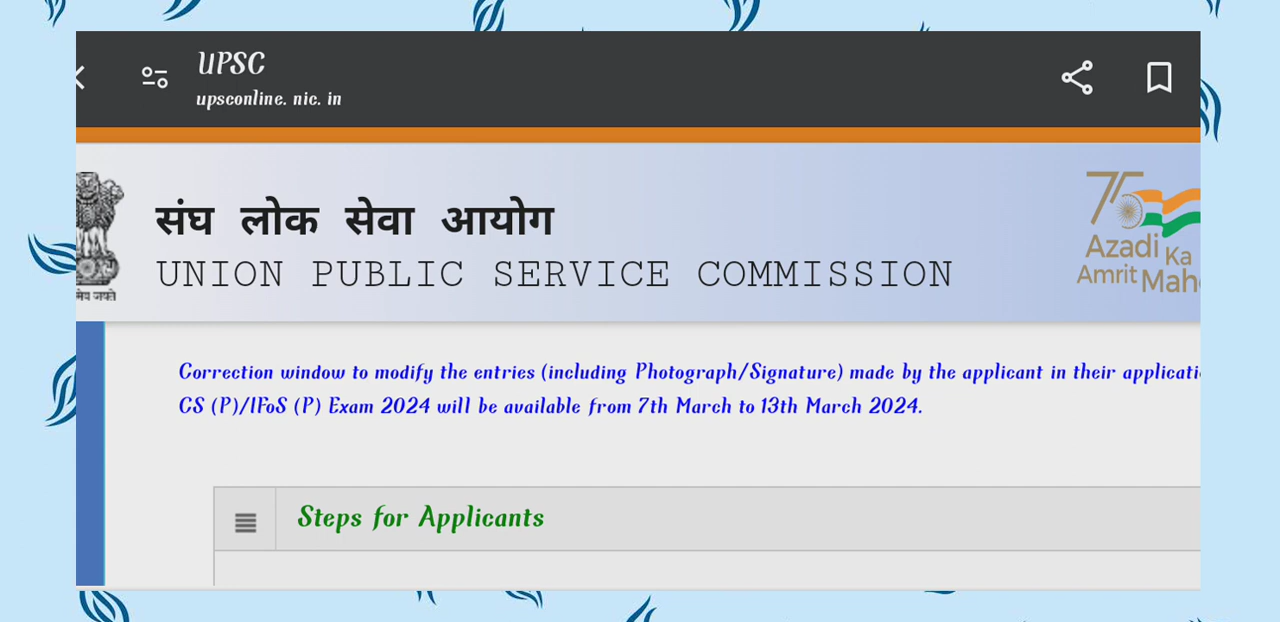 UPSC
upsconline. nic. in
संघ लोक सेवा आयोग
UNION PUBLIC SERVICE COMMISSION
75
Azadi Ka
Amrit
Correction window to modify the entries (including Photograph/Signature) made by the applicant in their
CS (P)/IFoS (P) Exam 2024 will be available from 7th March to 13th March 2024.
Steps for Applicants